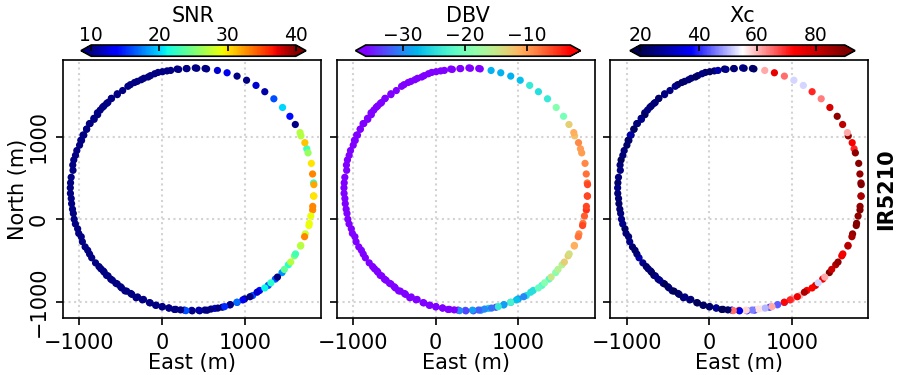 SNR DBV Xc
10 20 30 40 −30 −20 −10 20 40 60 80
North (m)
1000
0
−1000
IR5210
−1000 0 1000 −1000 0 1000 −1000 0 1000
East (m) East (m) East (m)